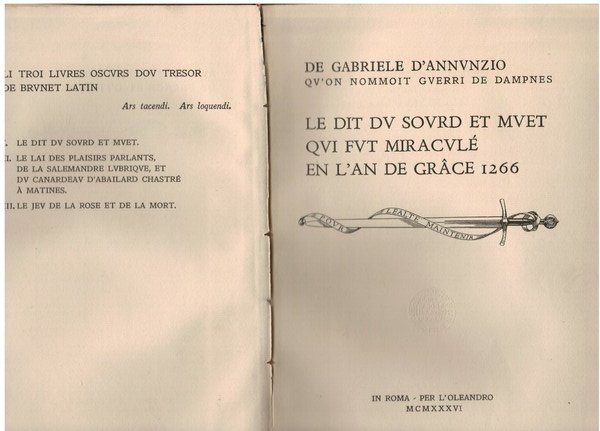 LI TROI LIVRES OSCVRS DOV TRESOR
DE BRVNET LATIN
Ars tacendi. Ars loquendi.
I. LE DIT DV SOVRD ET MVET.
II. LE LAI DES PLAISIRS PARLANTS,
DE LA SALEMANDRE LVBRIQVE, ET
DV CANARDEAV D'ABAILARD CHASTRÉ
À MATINES.
III. LE JEV DE LA ROSE ET DE LA MORT.
DE GABRIELE D'ANNVNZIO
QV'ON NOMMOIT GVERRI DE DAMPNES
LE DIT DV SOVRD ET MVET
QVI FVT MIRACVLÉ
EN L'AN DE GRÂCE 1266
POVR LEALTE MAINTENIR
IN ROMA - PER L'OLEANDRO
MCMXXXVI